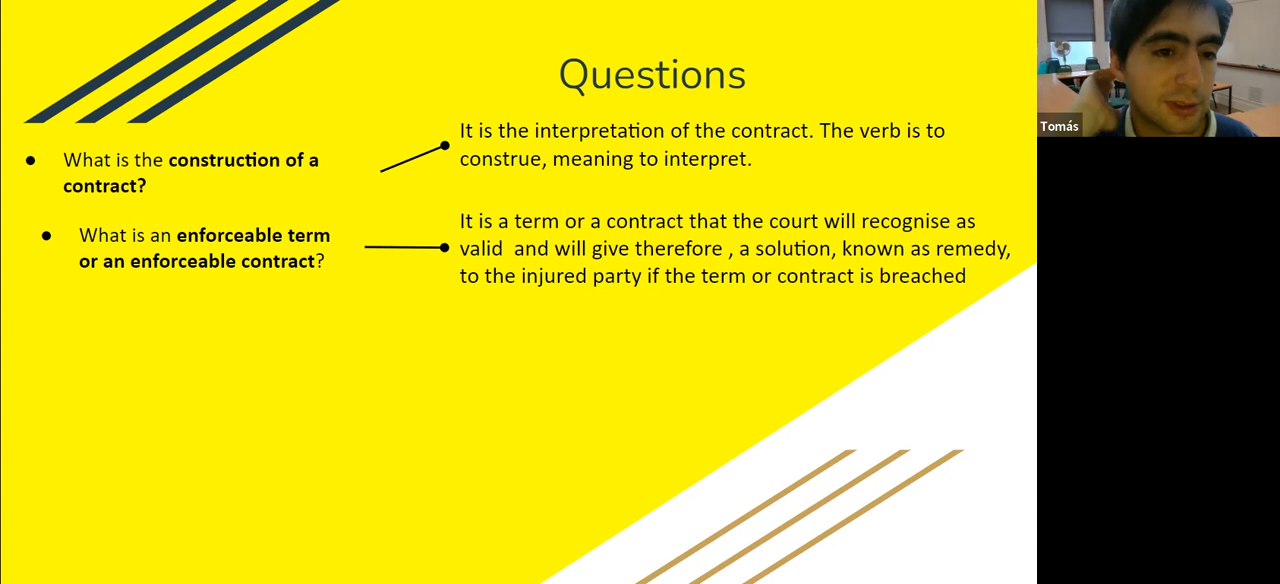 Questions
What is the construction of a
contract?
It is the interpretation of the contract. The verb is to
construe, meaning to interpret.
What is an enforceable term
or an enforceable contract?
It is a term or a contract that the court will recognise as
valid  and will give therefore , a solution, known as remedy,
to the injured party if the term or contract is breached
Tomás